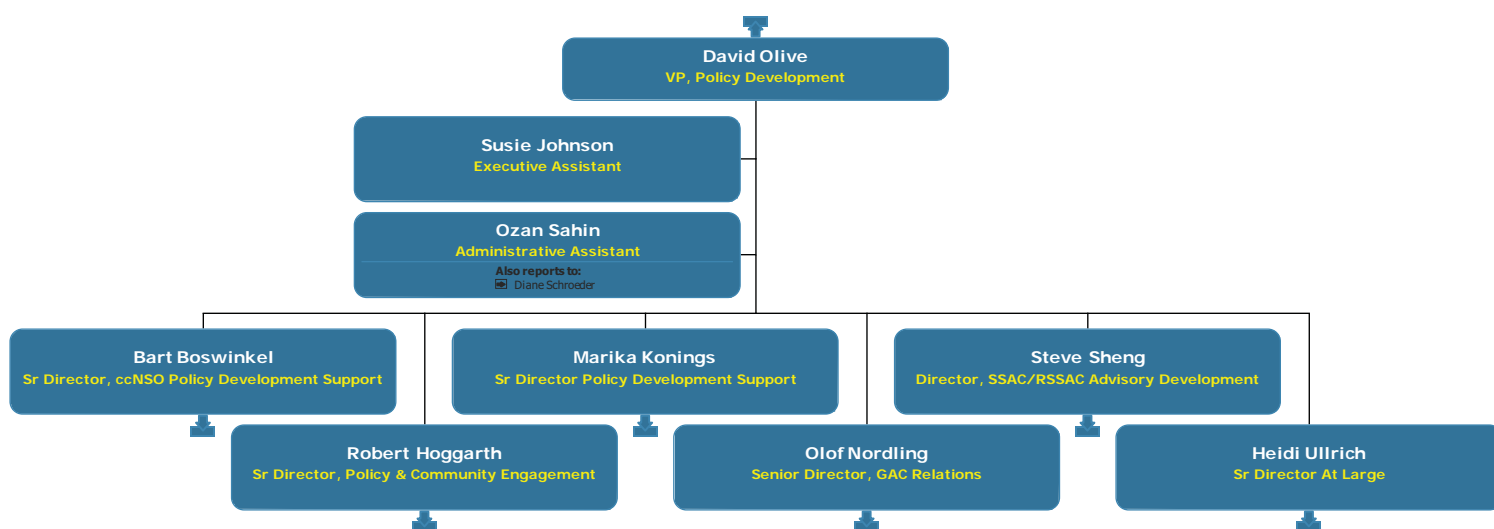 David Olive
VP, Policy Development
Susie Johnson
Executive Assistant
Ozan Sahin
Administrative Assistant
Also reports to:
Diane Schroeder
Bart Boswinkel
Sr Director, ccNSO Policy Development Support
Marika Konings
Sr Director Policy Development Support
Steve Sheng
Director, SSAC/RSSAC Advisory Development
Robert Hoggarth
Sr Director, Policy & Community Engagement
Olof Nordling
Senior Director, GAC Relations
Heidi Ullrich
Sr Director At Large